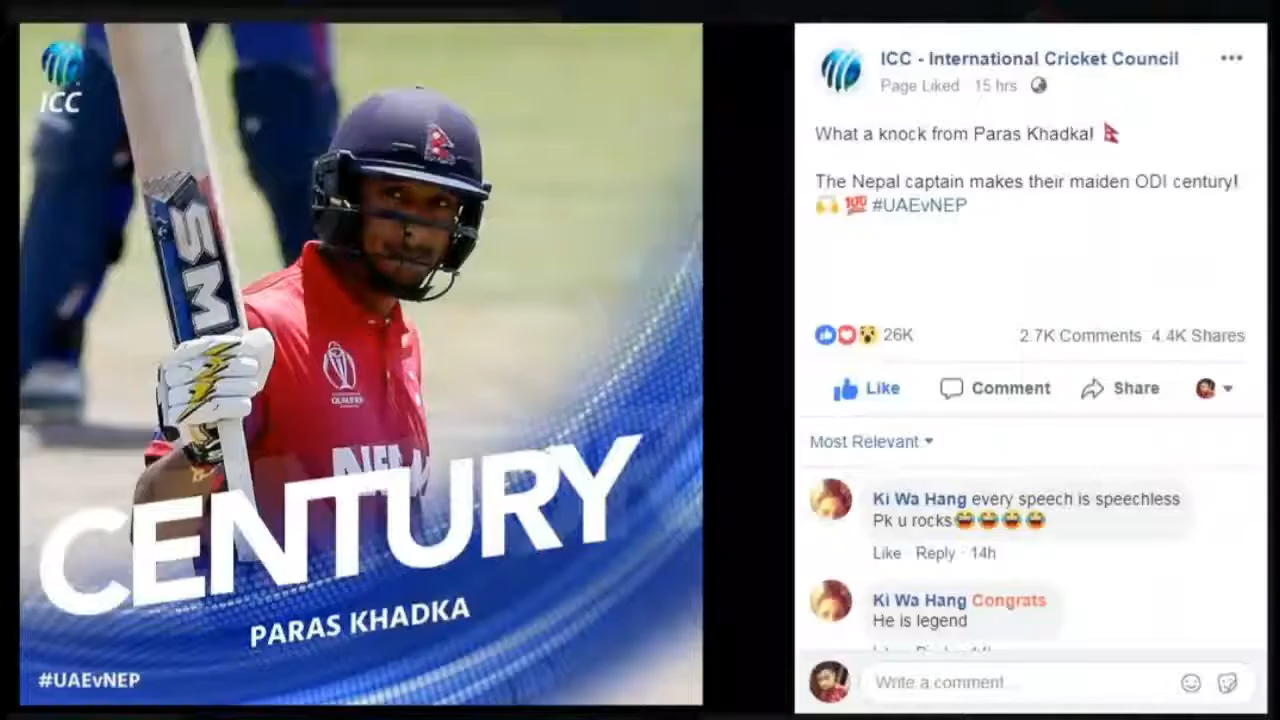 ICC
SM
QUALIFIER
CENTURY
PARAS KHADKA
#UAEvNEP
ICC - International Cricket Council
Page Liked 15 hrs
What a knock from Paras Khadka! 🇳🇵
The Nepal captain makes their maiden ODI century!
🙌 💯 #UAEvNEP
26K 2.7K Comments 4.4K Shares
Like Comment Share
Most Relevant
Ki Wa Hang every speech is speechless
Pk u rocks😂😂😂😂
Like · Reply · 14h
Ki Wa Hang Congrats
He is legend
Write a comment...